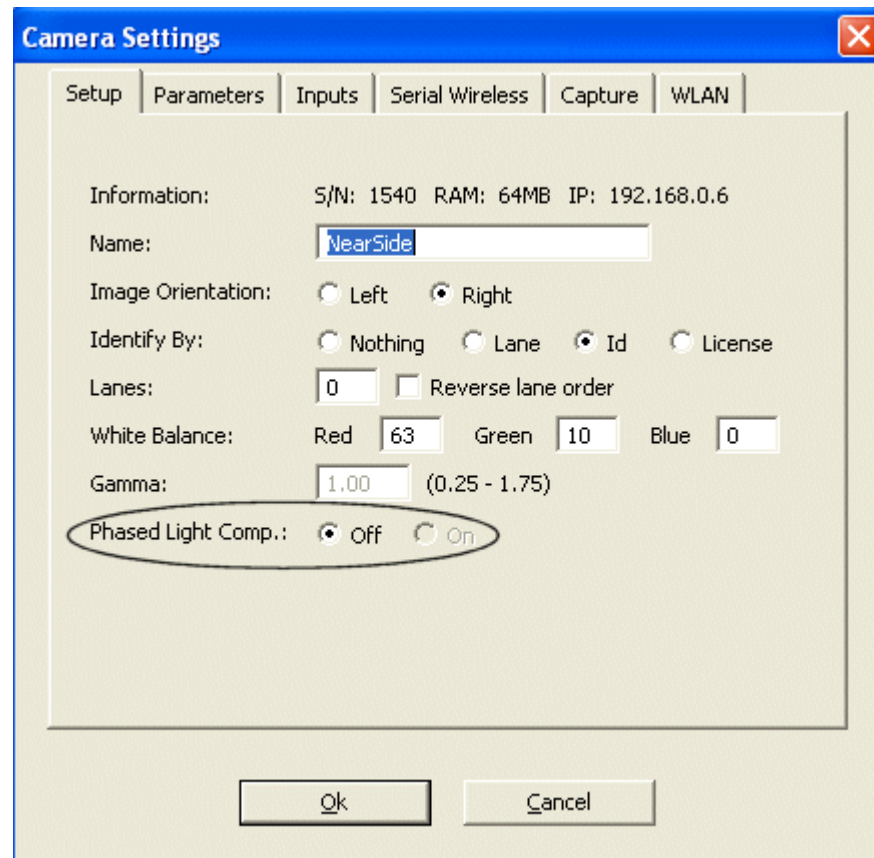 Camera Settings
Setup Parameters Inputs Serial Wireless Capture WLAN
Information: S/N: 1540 RAM: 64MB IP: 192.168.0.6
Name: NearSide
Image Orientation: Left Right
Identify By: Nothing Lane Id License
Lanes: 0 Reverse lane order
White Balance: Red 63 Green 10 Blue 0
Gamma: 1.00 (0.25 - 1.75)
Phased Light Comp.: Off On
Ok Cancel